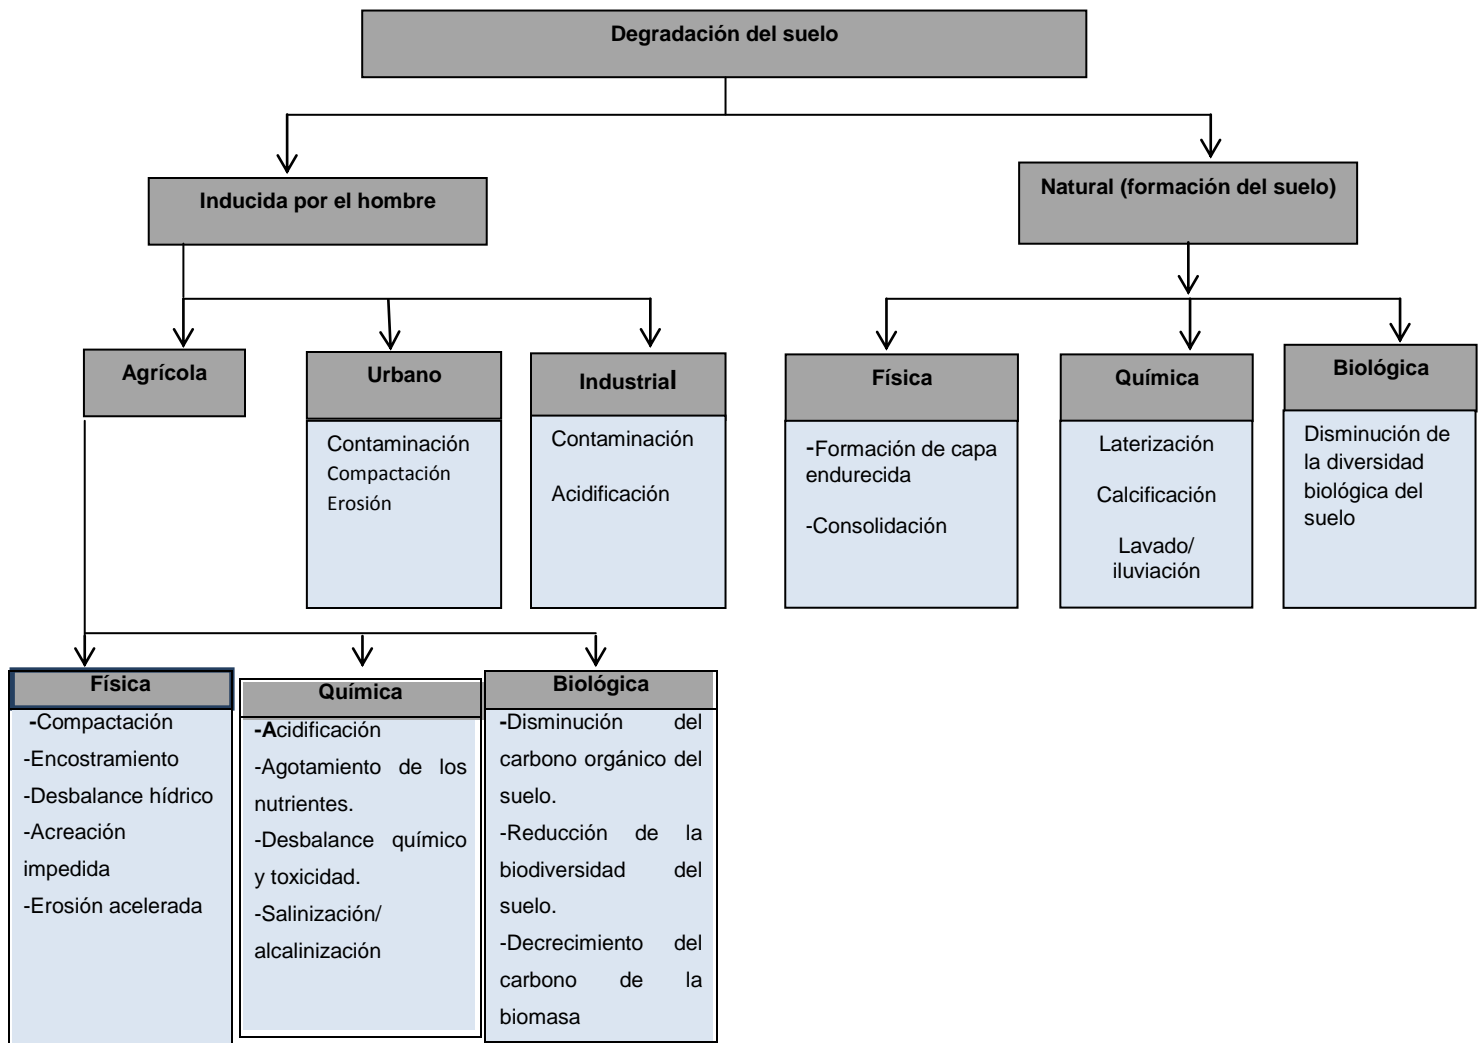 Degradación del suelo
Inducida por el hombre
Natural (formación del suelo)
Agrícola
Urbano
Contaminación
Compactación
Erosión
Industrial
Contaminación
Acidificación
Física
-Formación de capa
endurecida
-Consolidación
Química
Laterización
Calcificación
Lavado/
iluviación
Biológica
Disminución de
la diversidad
biológica del
suelo
Física
-Compactación
-Encostramiento
-Desbalance hídrico
-Acreación
impedida
-Erosión acelerada
Química
-Acidificación
-Agotamiento de los
nutrientes.
-Desbalance químico
y toxicidad.
-Salinización/
alcalinización
Biológica
-Disminución del
carbono orgánico del
suelo.
-Reducción de la
biodiversidad del
suelo.
-Decrecimiento del
carbono de la
biomasa